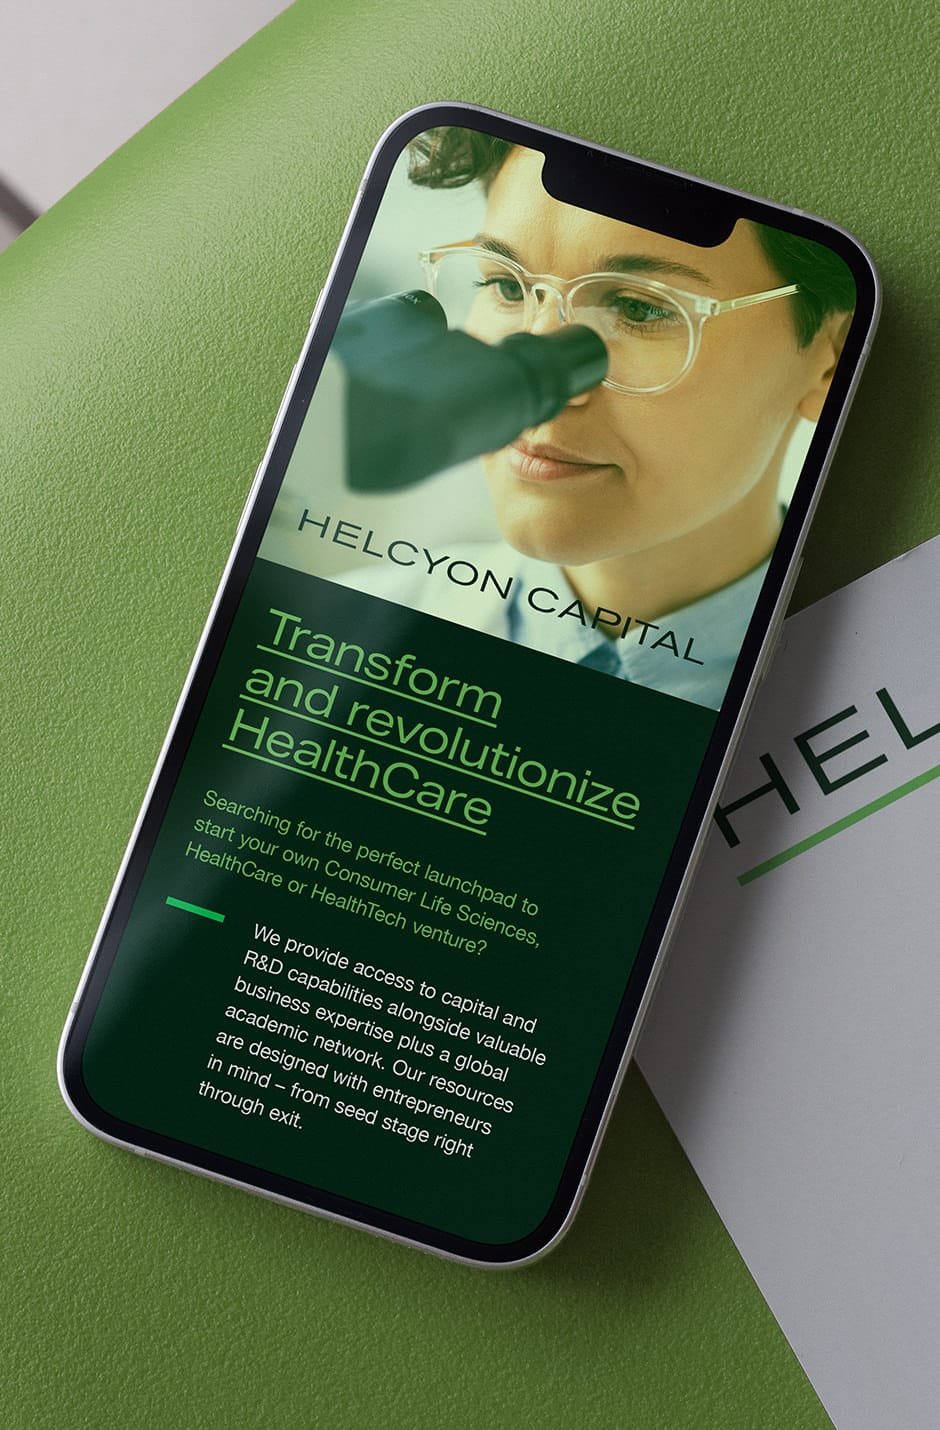 HELCYON CAPITAL
Transform
and revolutionize
HealthCare
Searching for the perfect launchpad to
start your own Consumer Life Sciences,
HealthCare or HealthTech venture?
We provide access to capital and
R&D capabilities alongside valuable
business expertise plus a global
academic network. Our resources
are designed with entrepreneurs
in mind – from seed stage right
through exit.
HEL